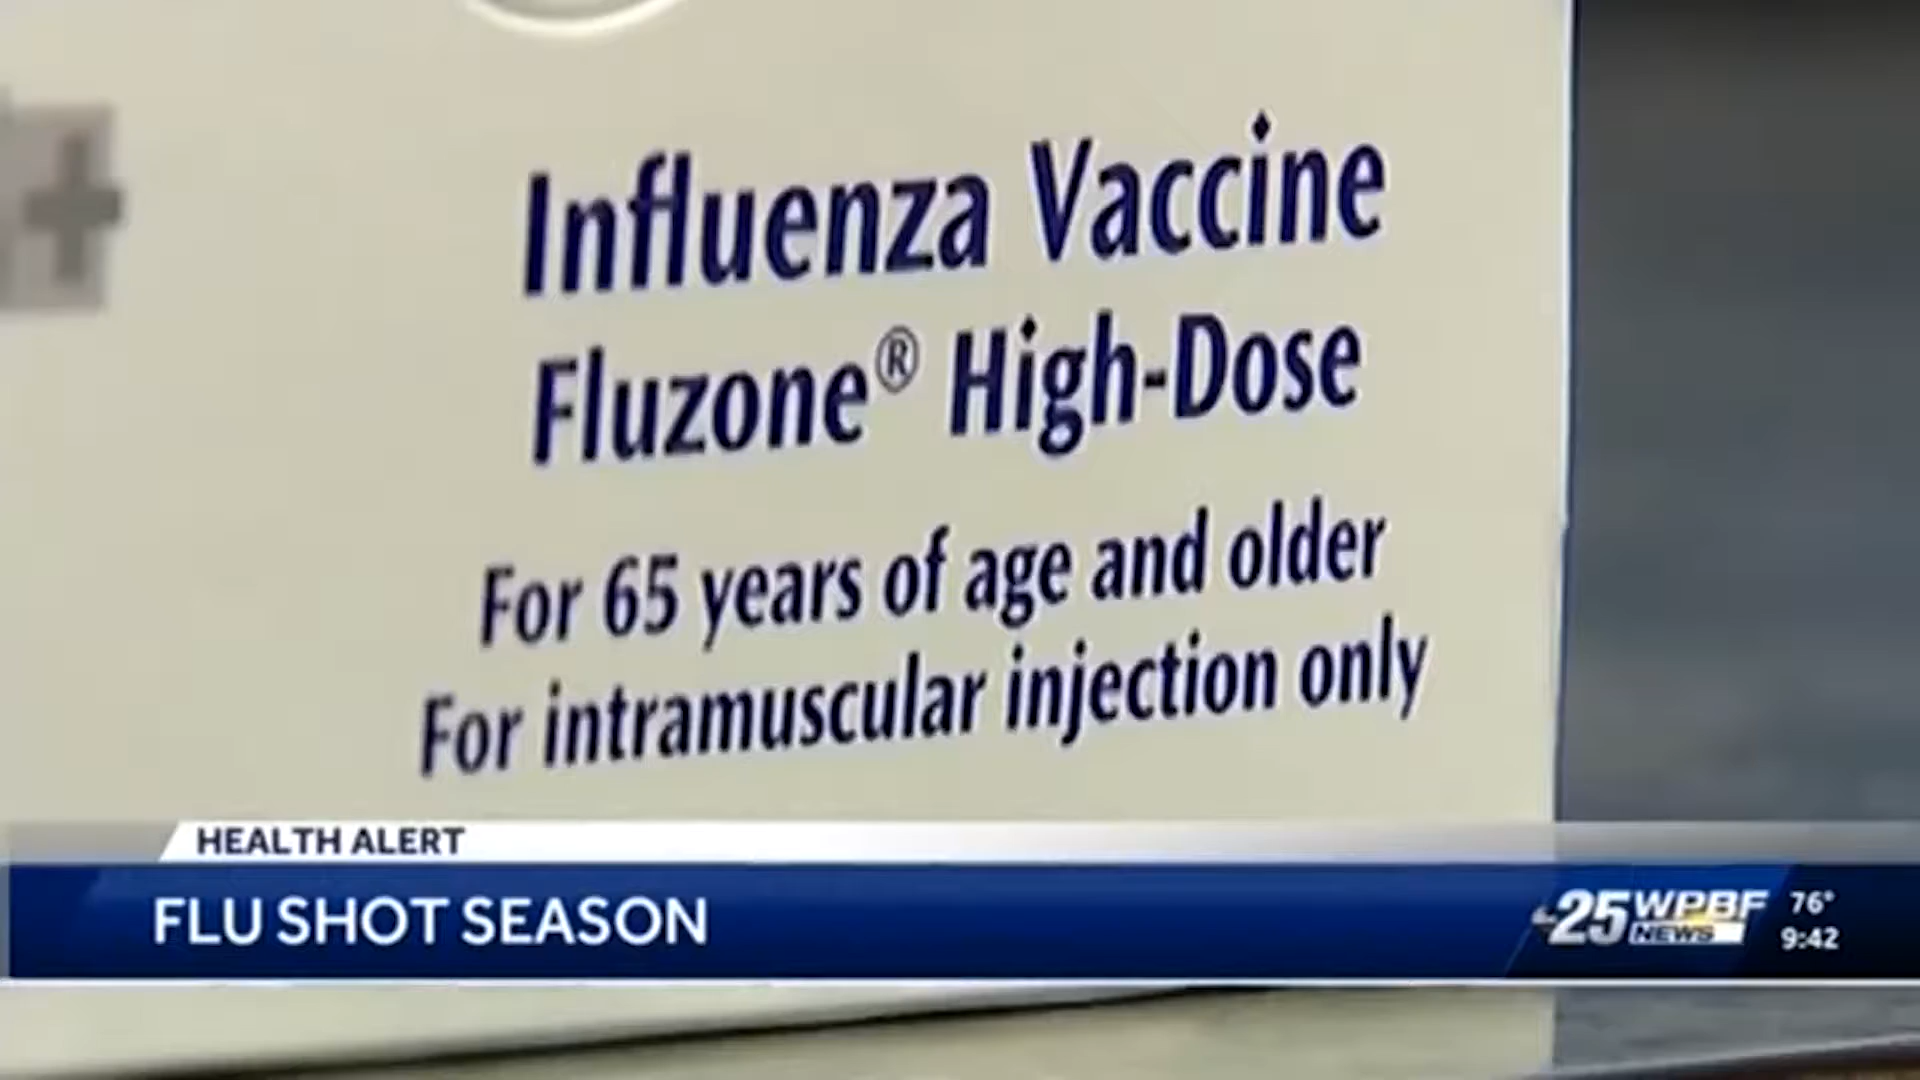 Influenza Vaccine
Fluzone® High-Dose
For 65 years of age and older
For intramuscular injection only
HEALTH ALERT
FLU SHOT SEASON
abc 25 WPBF
NEWS
76°
9:42